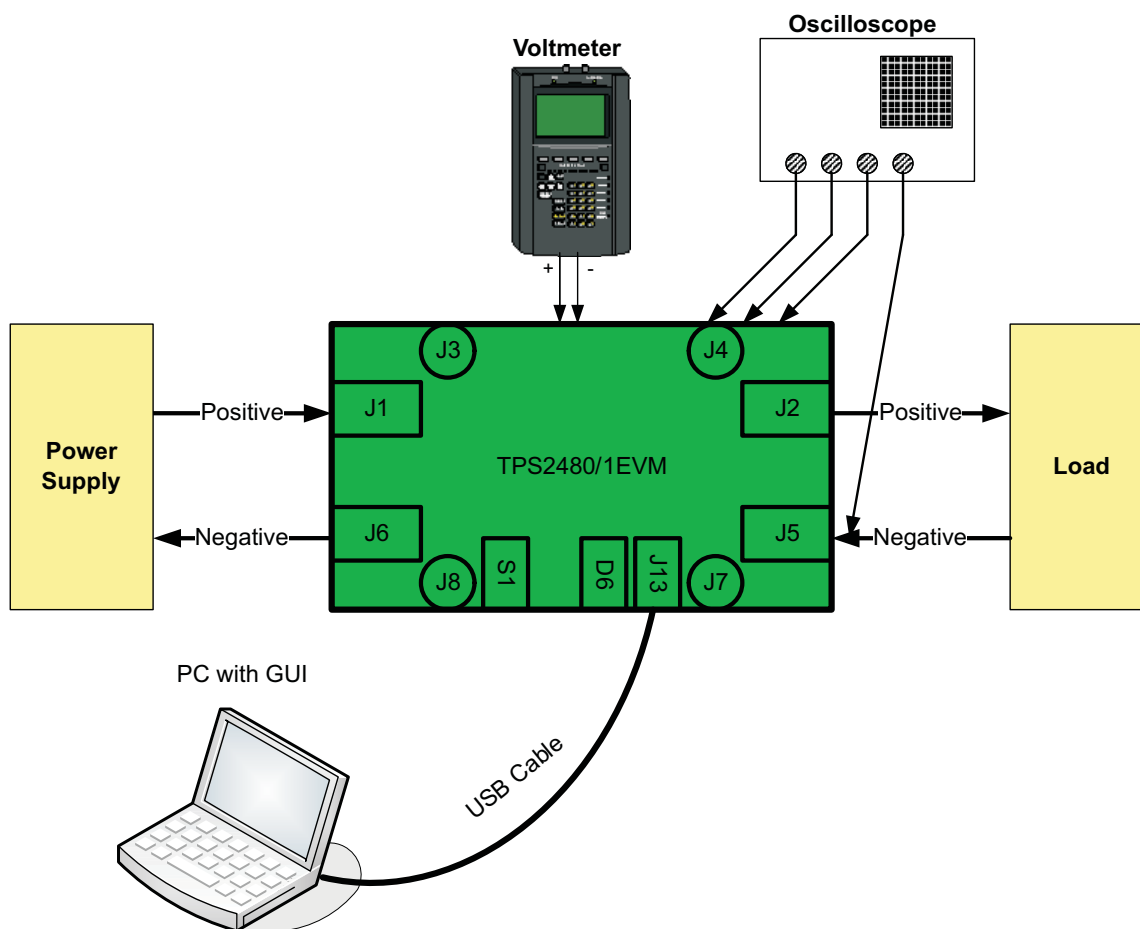 Oscilloscope
Voltmeter
+
-
J3
J4
Positive
J1
J2
Positive
Power
Supply
TPS2480/1EVM
Load
Negative
J6
J5
Negative
J8
S1
D6
J13
J7
PC with GUI
USB Cable